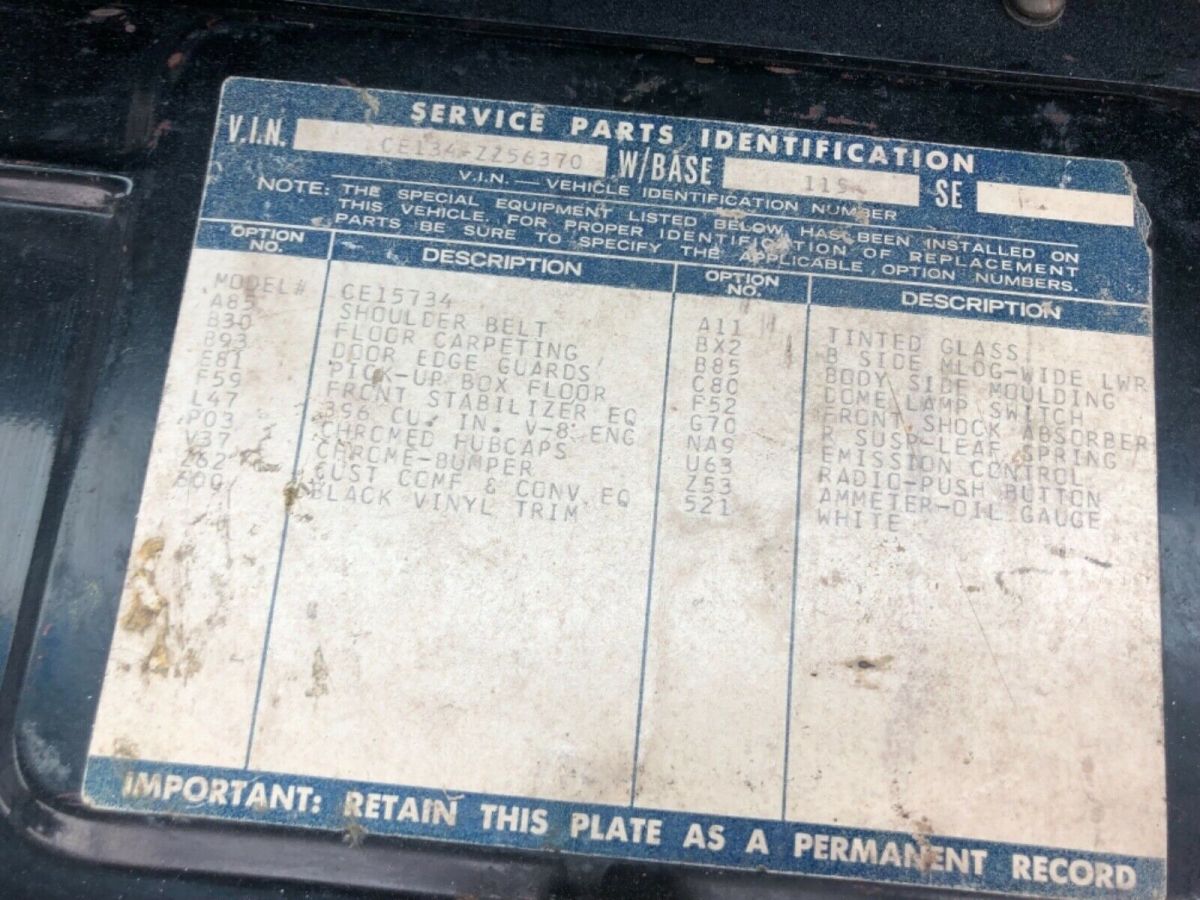 SERVICE PARTS IDENTIFICATION
V.I.N. CE134-Z256370 W/BASE 115 SE
V.I.N. — VEHICLE IDENTIFICATION NUMBER
NOTE: THE SPECIAL EQUIPMENT LISTED BELOW HAS BEEN INSTALLED ON
THIS VEHICLE. FOR PROPER IDENTIFICATION OF REPLACEMENT
PARTS BE SURE TO SPECIFY THE APPLICABLE OPTION NUMBERS.
OPTION NO. DESCRIPTION OPTION NO. DESCRIPTION
MODEL# CE15734
A85 SHOULDER BELT A11 TINTED GLASS
B30 FLOOR CARPETING BX2 B SIDE MLDG-WIDE LWR
B93 DOOR EDGE GUARDS B85 BODY SIDE MOULDING
E81 PICK-UP BOX FLOOR C80 DOME LAMP SWITCH
F59 FRONT STABILIZER EQ F52 FRONT SHOCK ABSORBER
L47 396 CU. IN. V-8 ENG G70 R SUSP-LEAF SPRING
P03 CHROMED HUBCAPS NA9 EMISSION CONTROL
V37 CHROME-BUMPER U63 RADIO-PUSH BUTTON
Z62 CUST COMF & CONV EQ Z53 AMMETER-OIL GAUGE
600 BLACK VINYL TRIM 521 WHITE
IMPORTANT: RETAIN THIS PLATE AS A PERMANENT RECORD